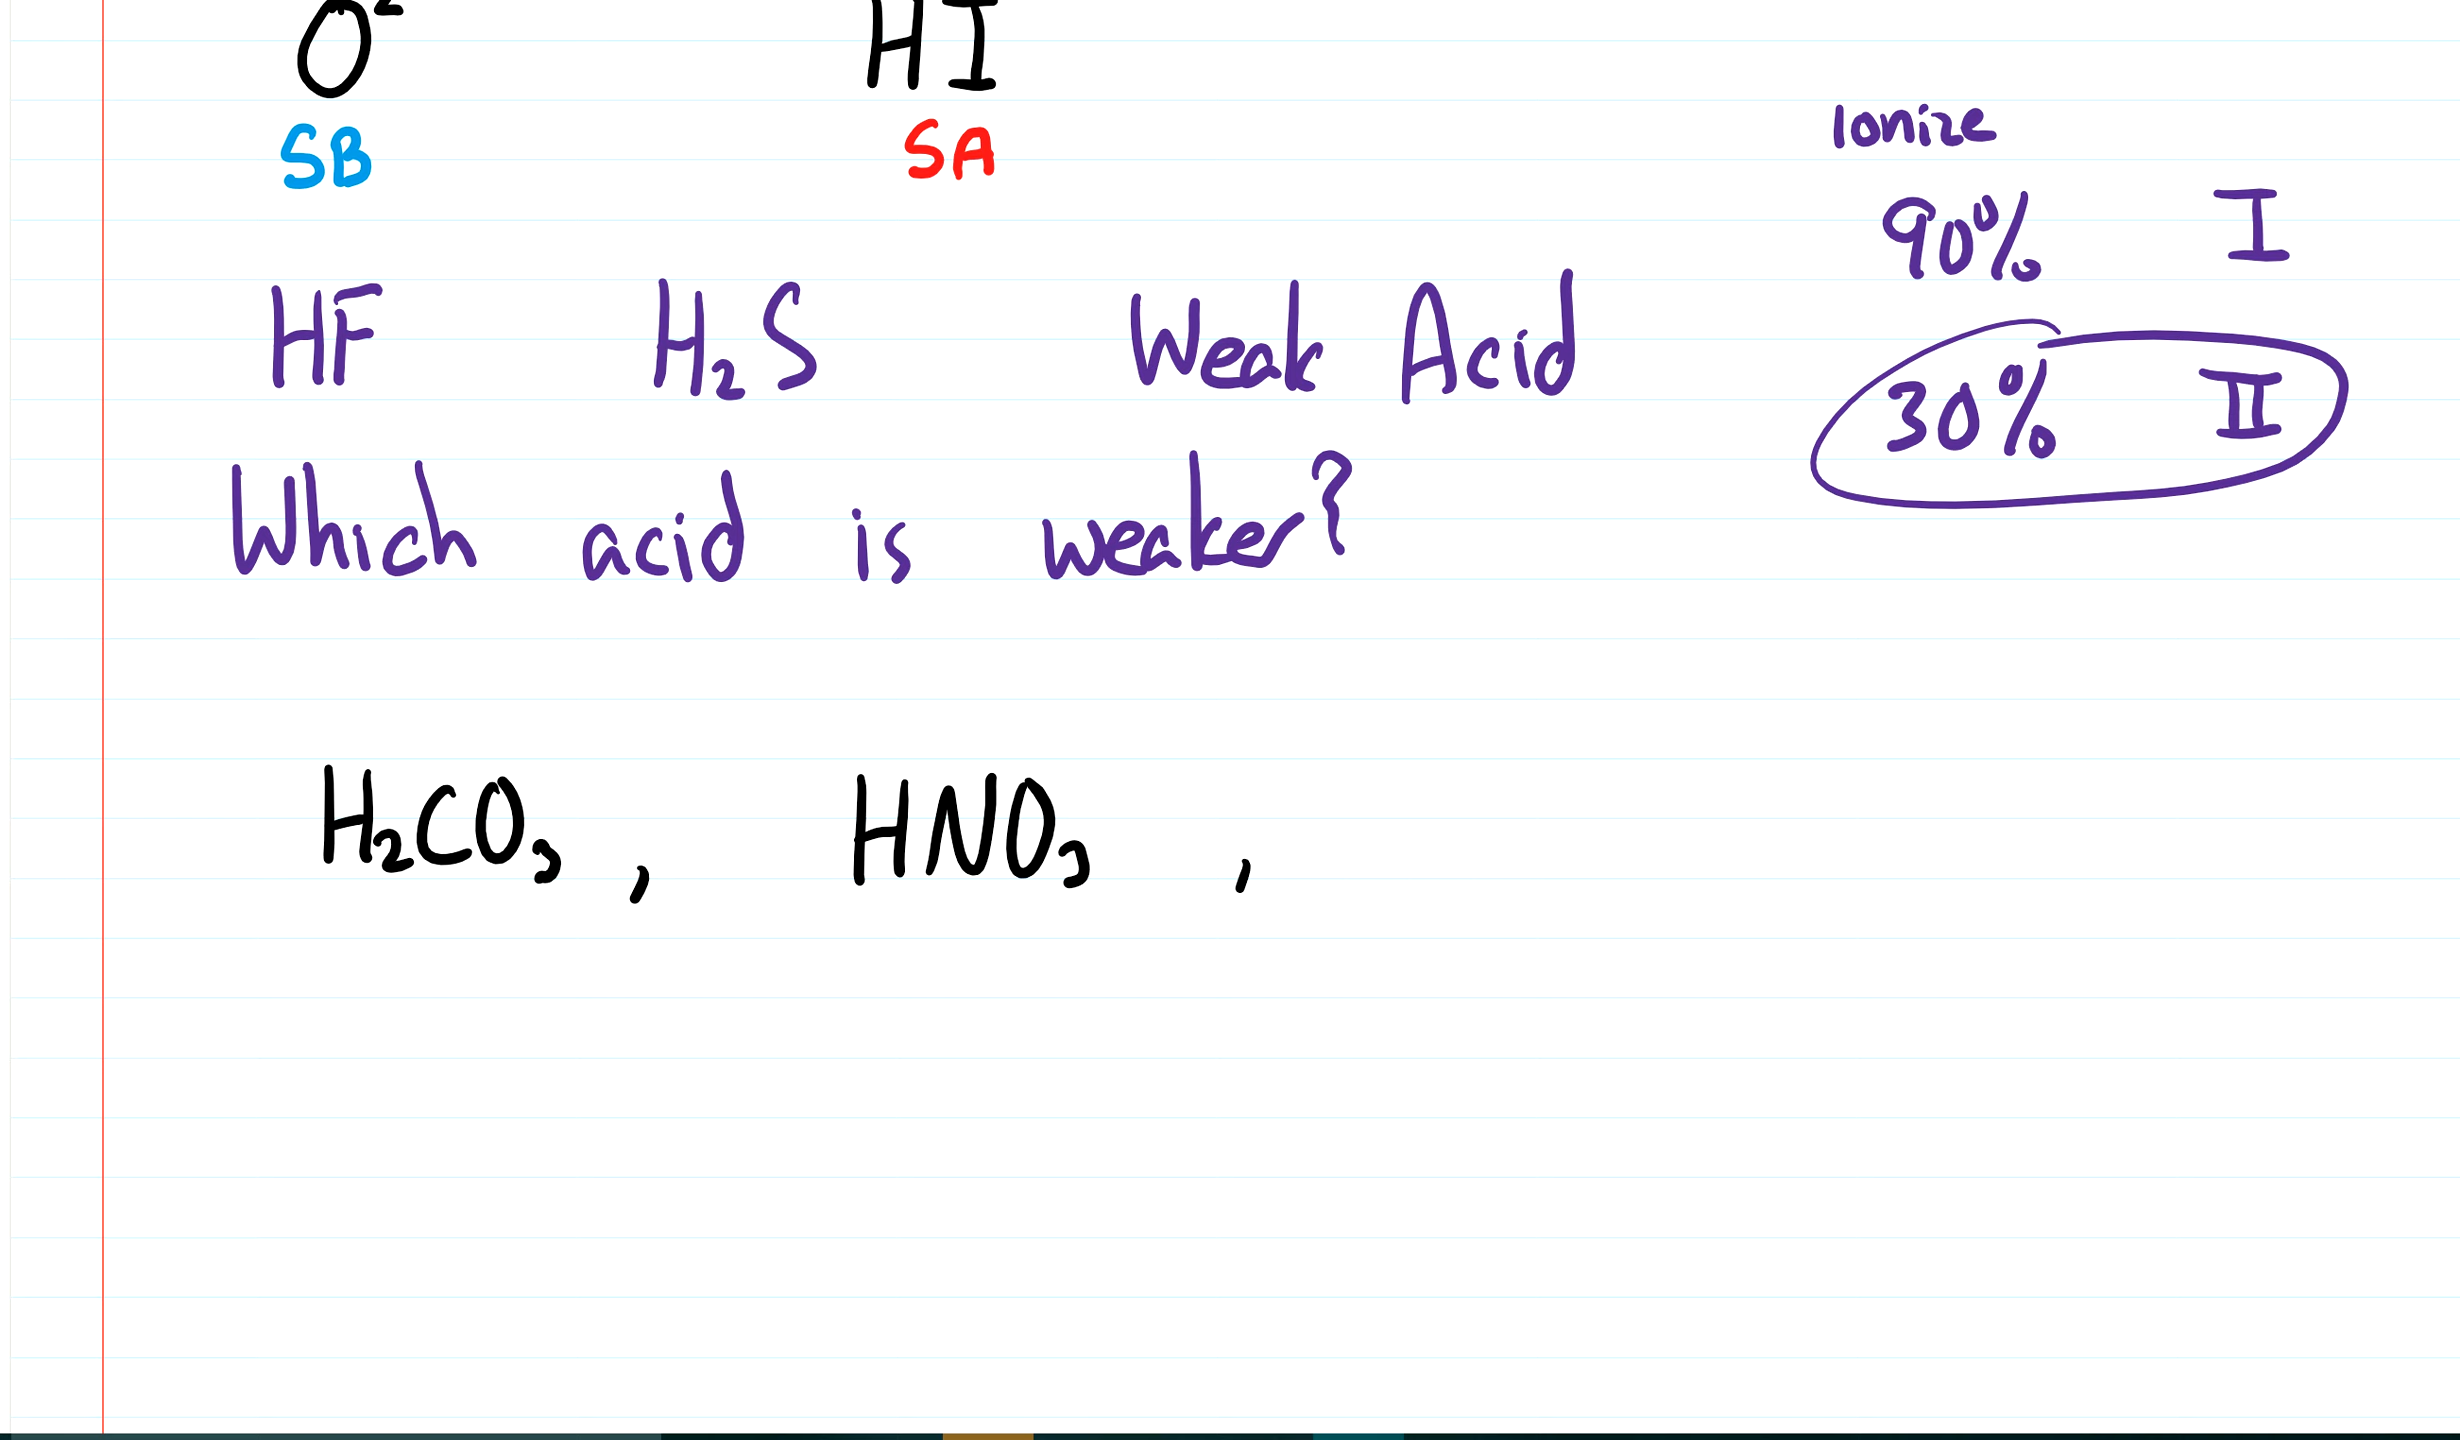 O²⁻ HI
SB SA
Ionize
90% I
HF H₂S Weak Acid
30% II
Which acid is weaker?
H₂CO₃, HNO₃,